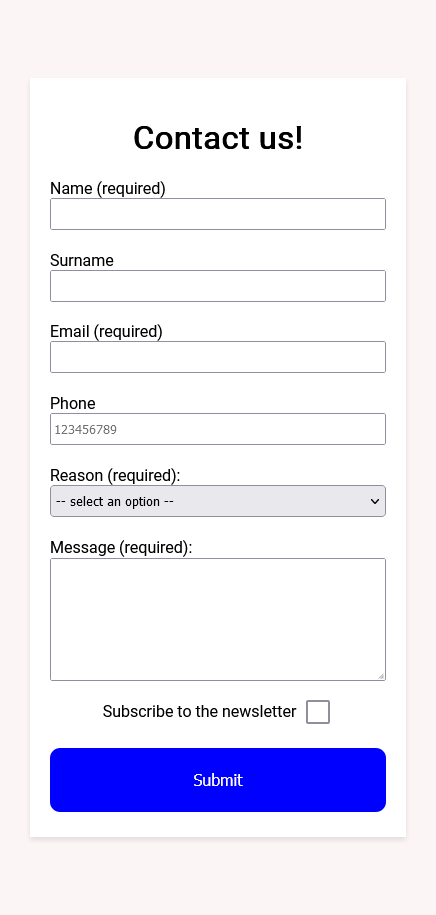 Contact us!
Name (required)
Surname
Email (required)
Phone
123456789
Reason (required):
-- select an option --
Message (required):
Subscribe to the newsletter
Submit